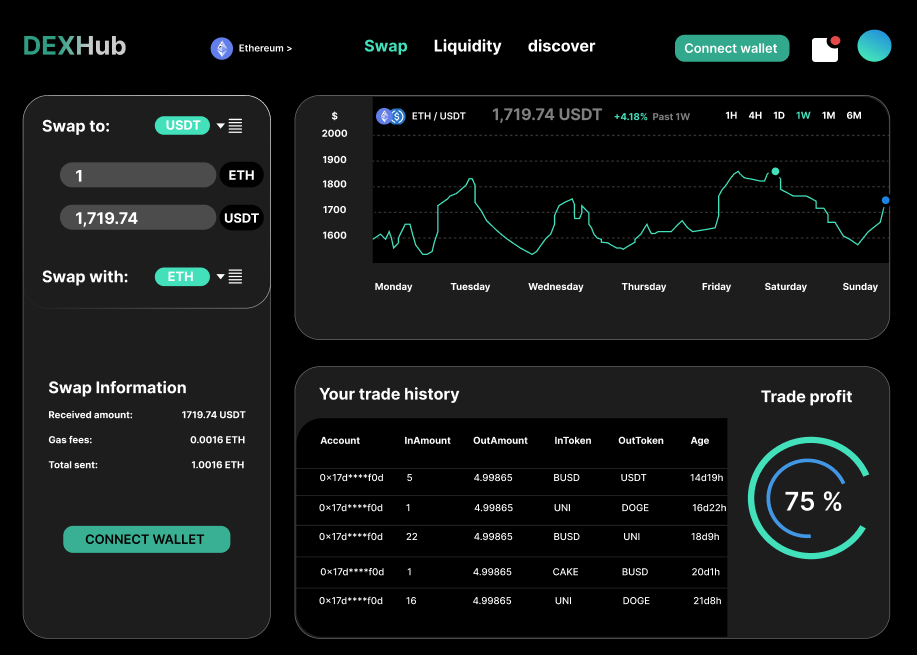 DEXHub
Ethereum >
Swap Liquidity discover
Connect wallet
Swap to: USDT
1 ETH
1,719.74 USDT
Swap with: ETH
Swap Information
Received amount: 1719.74 USDT
Gas fees: 0.0016 ETH
Total sent: 1.0016 ETH
CONNECT WALLET
$ ETH / USDT 1,719.74 USDT +4.18% Past 1W 1H 4H 1D 1W 1M 6M
2000
1900
1800
1700
1600
Monday Tuesday Wednesday Thursday Friday Saturday Sunday
Your trade history
Account InAmount OutAmount InToken OutToken Age
0×17d****f0d 5 4.99865 BUSD USDT 14d19h
0×17d****f0d 1 4.99865 UNI DOGE 16d22h
0×17d****f0d 22 4.99865 BUSD UNI 18d9h
0×17d****f0d 1 4.99865 CAKE BUSD 20d1h
0×17d****f0d 16 4.99865 UNI DOGE 21d8h
Trade profit
75 %